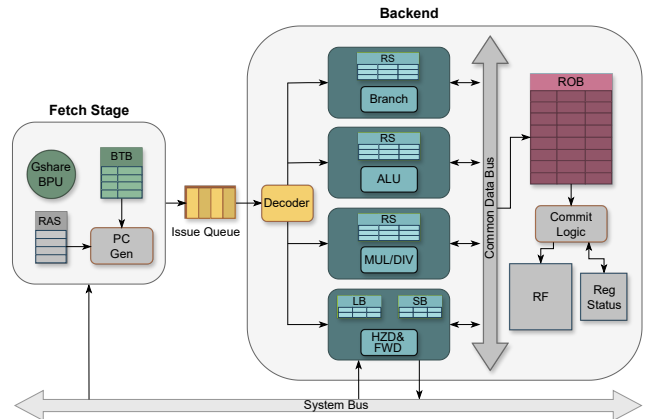 Backend
Fetch Stage
Gshare
BPU
BTB
RAS
PC
Gen
Issue Queue
Decoder
RS
Branch
RS
ALU
RS
MUL/DIV
LB
SB
HZD&
FWD
Common Data Bus
ROB
Commit
Logic
RF
Reg
Status
System Bus